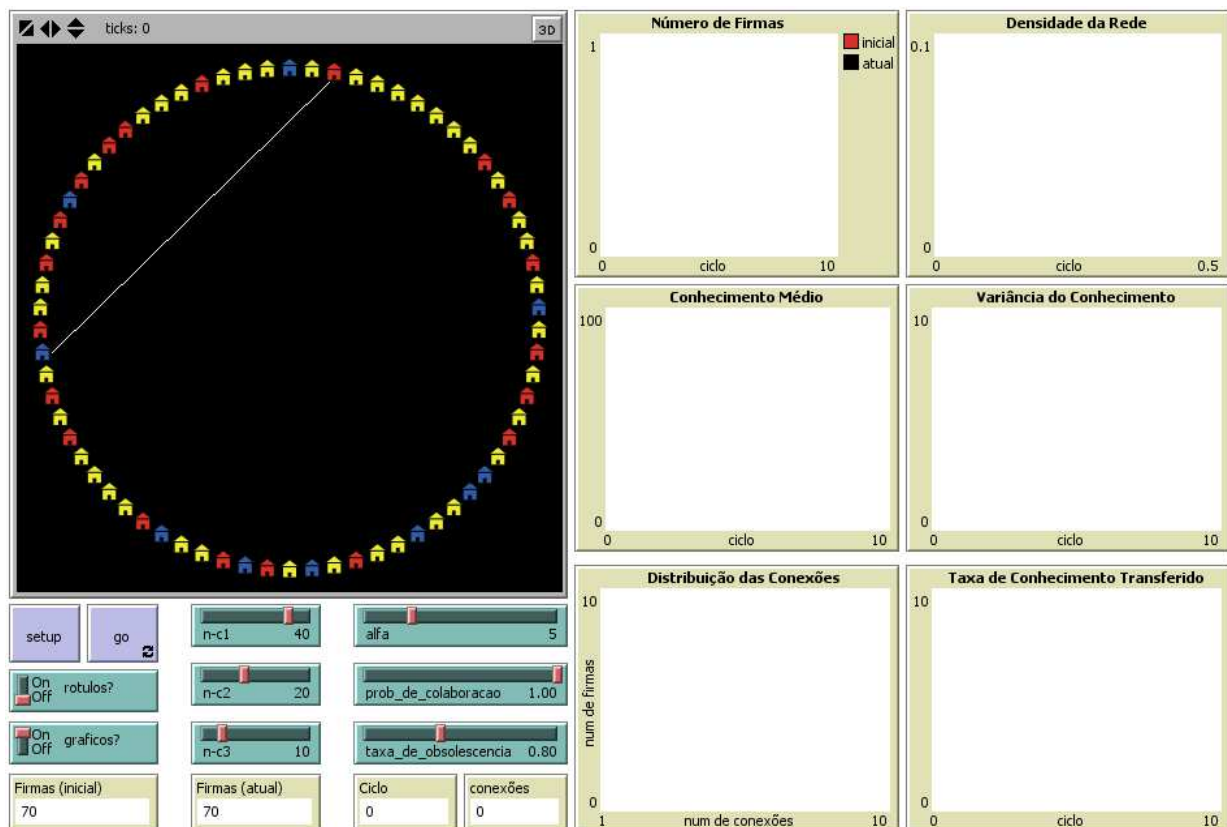 ticks: 0
3D
Número de Firmas
1
0
0
ciclo
10
inicial
atual
Densidade da Rede
0.1
0
0
ciclo
0.5
Conhecimento Médio
100
0
0
ciclo
10
Variância do Conhecimento
10
0
0
ciclo
10
Distribuição das Conexões
10
num de firmas
0
1
num de conexões
10
Taxa de Conhecimento Transferido
10
0
0
ciclo
10
setup
go
n-c1 40
alfa 5
On
Off
rotulos?
n-c2 20
prob_de_colaboracao 1.00
On
Off
graficos?
n-c3 10
taxa_de_obsolescencia 0.80
Firmas (inicial)
70
Firmas (atual)
70
Ciclo
0
conexões
0